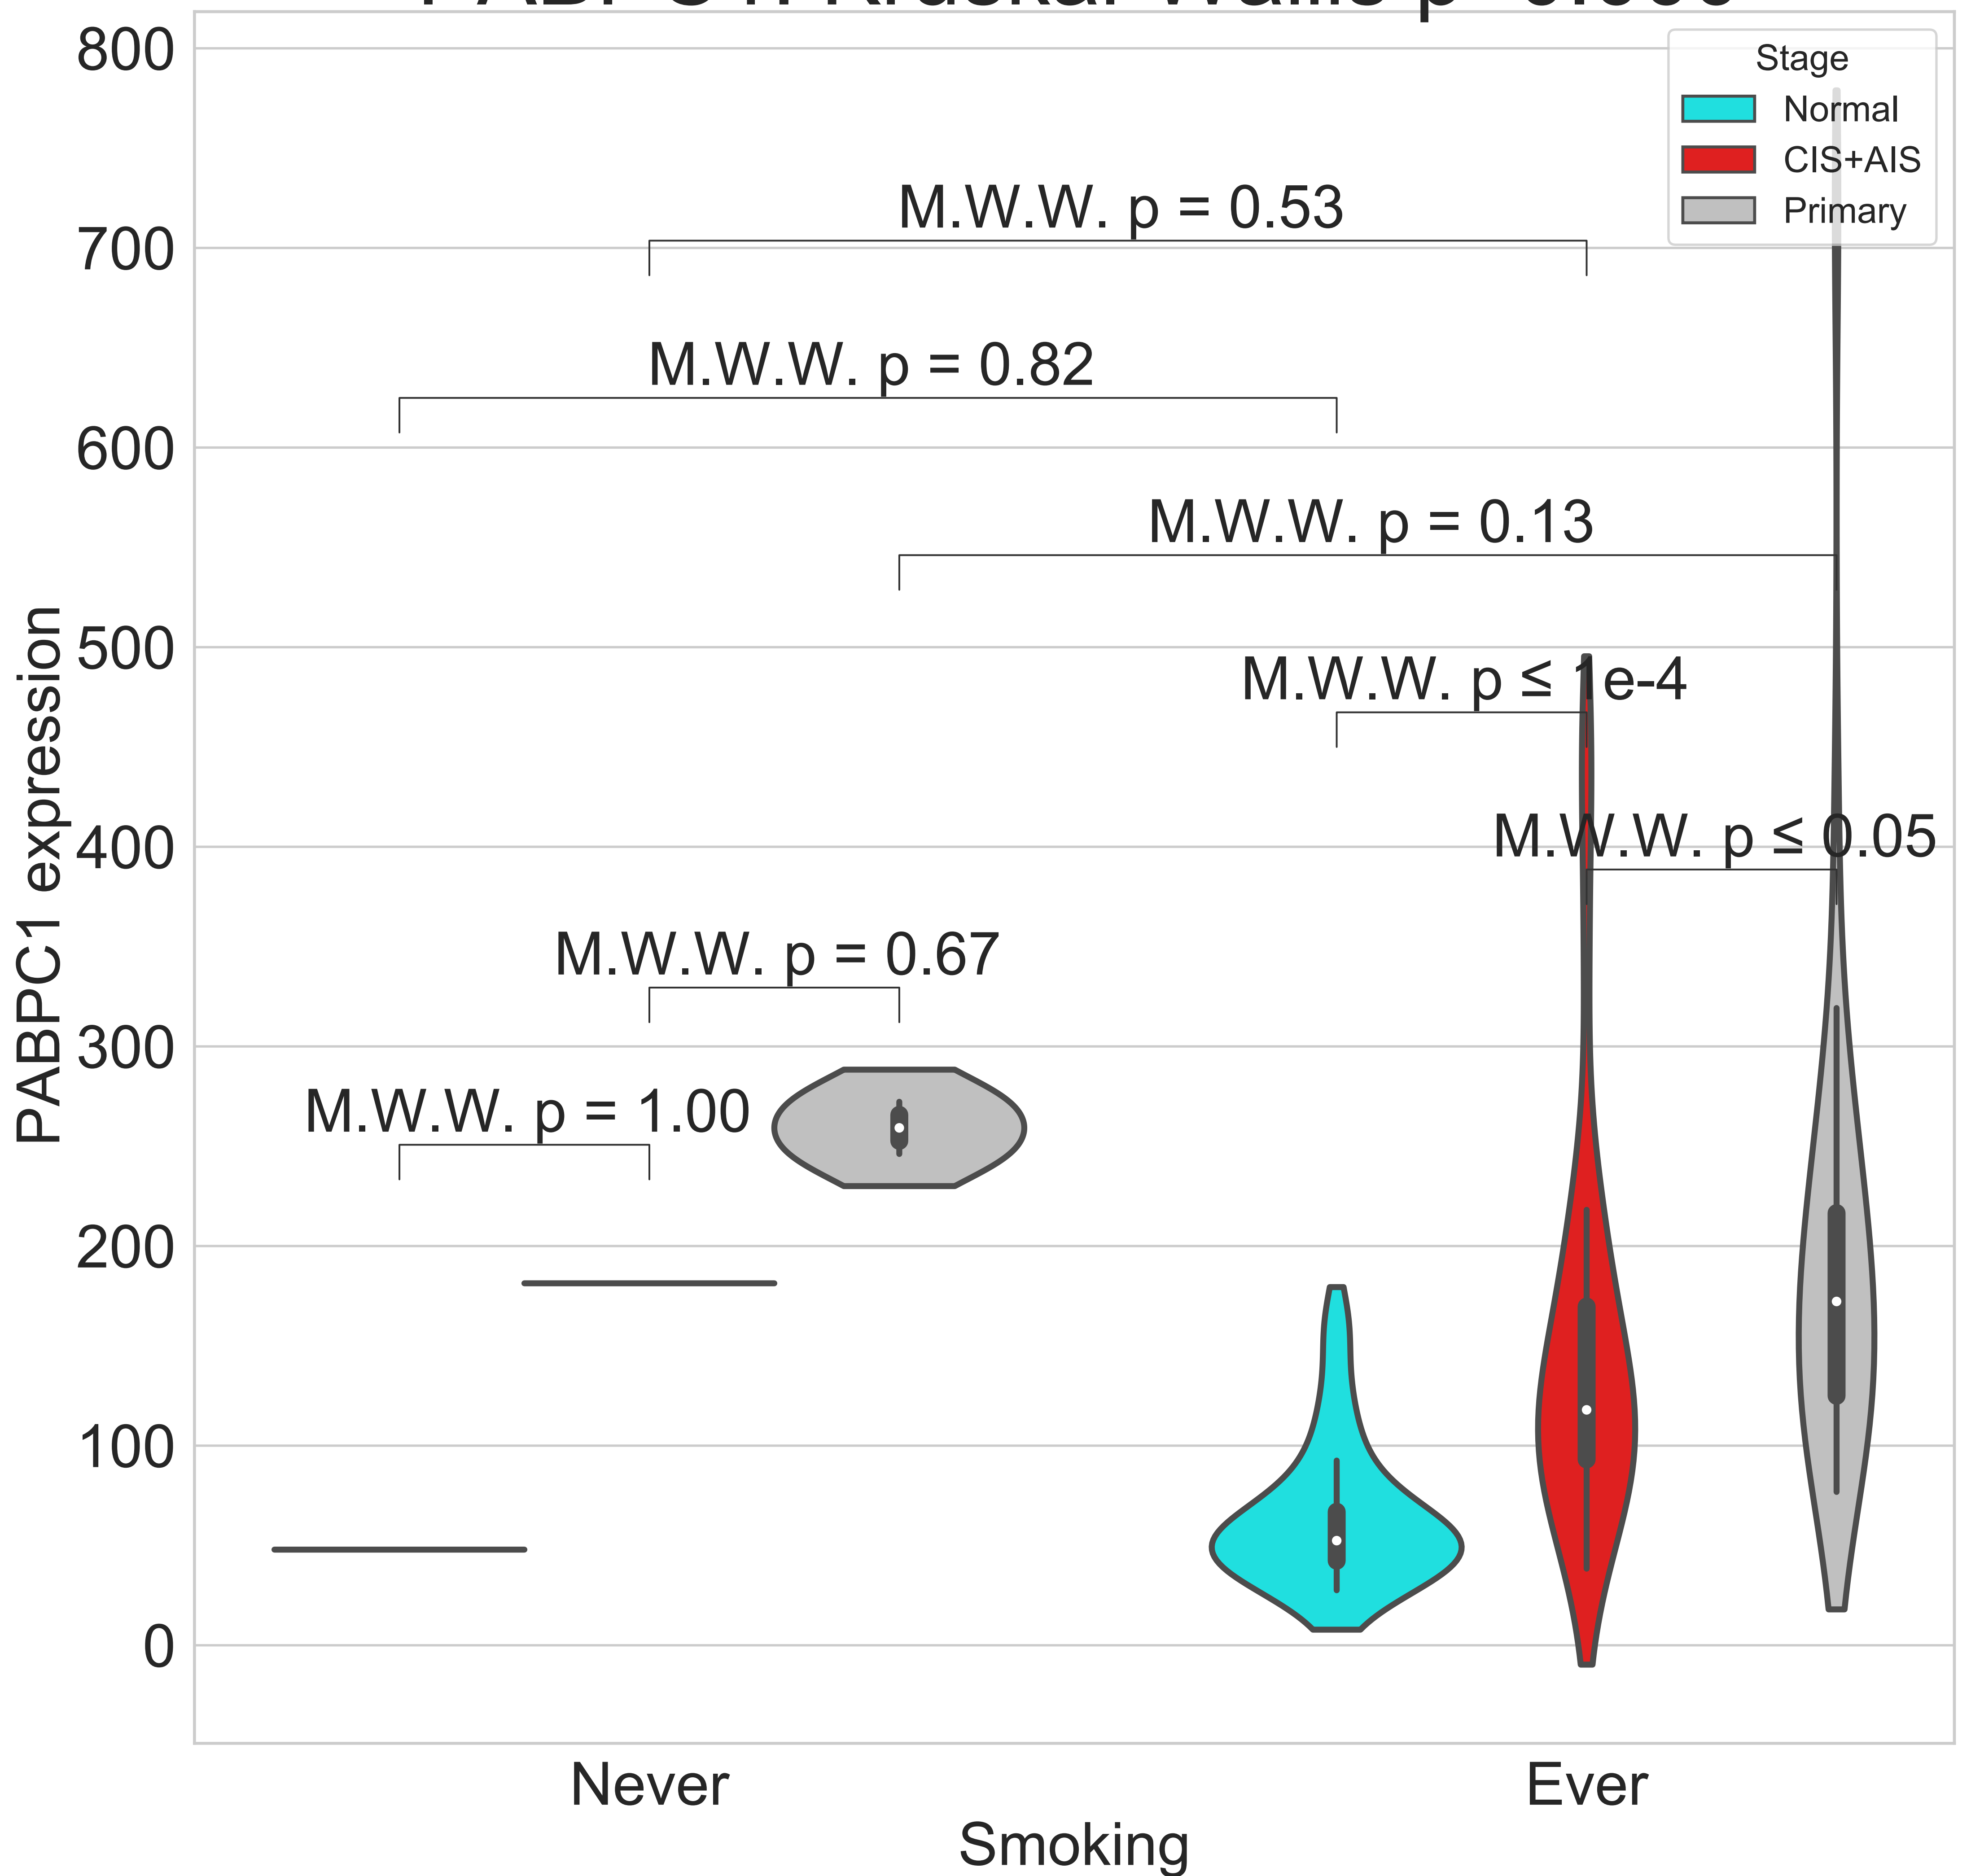 800
700
600
500
400
300
200
100
0
PABPC1 expression
Stage
Normal
CIS+AIS
Primary
M.W.W. p = 0.53
M.W.W. p = 0.82
M.W.W. p = 0.13
M.W.W. p ≤ 1e-4
M.W.W. p ≤ 0.05
M.W.W. p = 0.67
M.W.W. p = 1.00
Never
Ever
Smoking